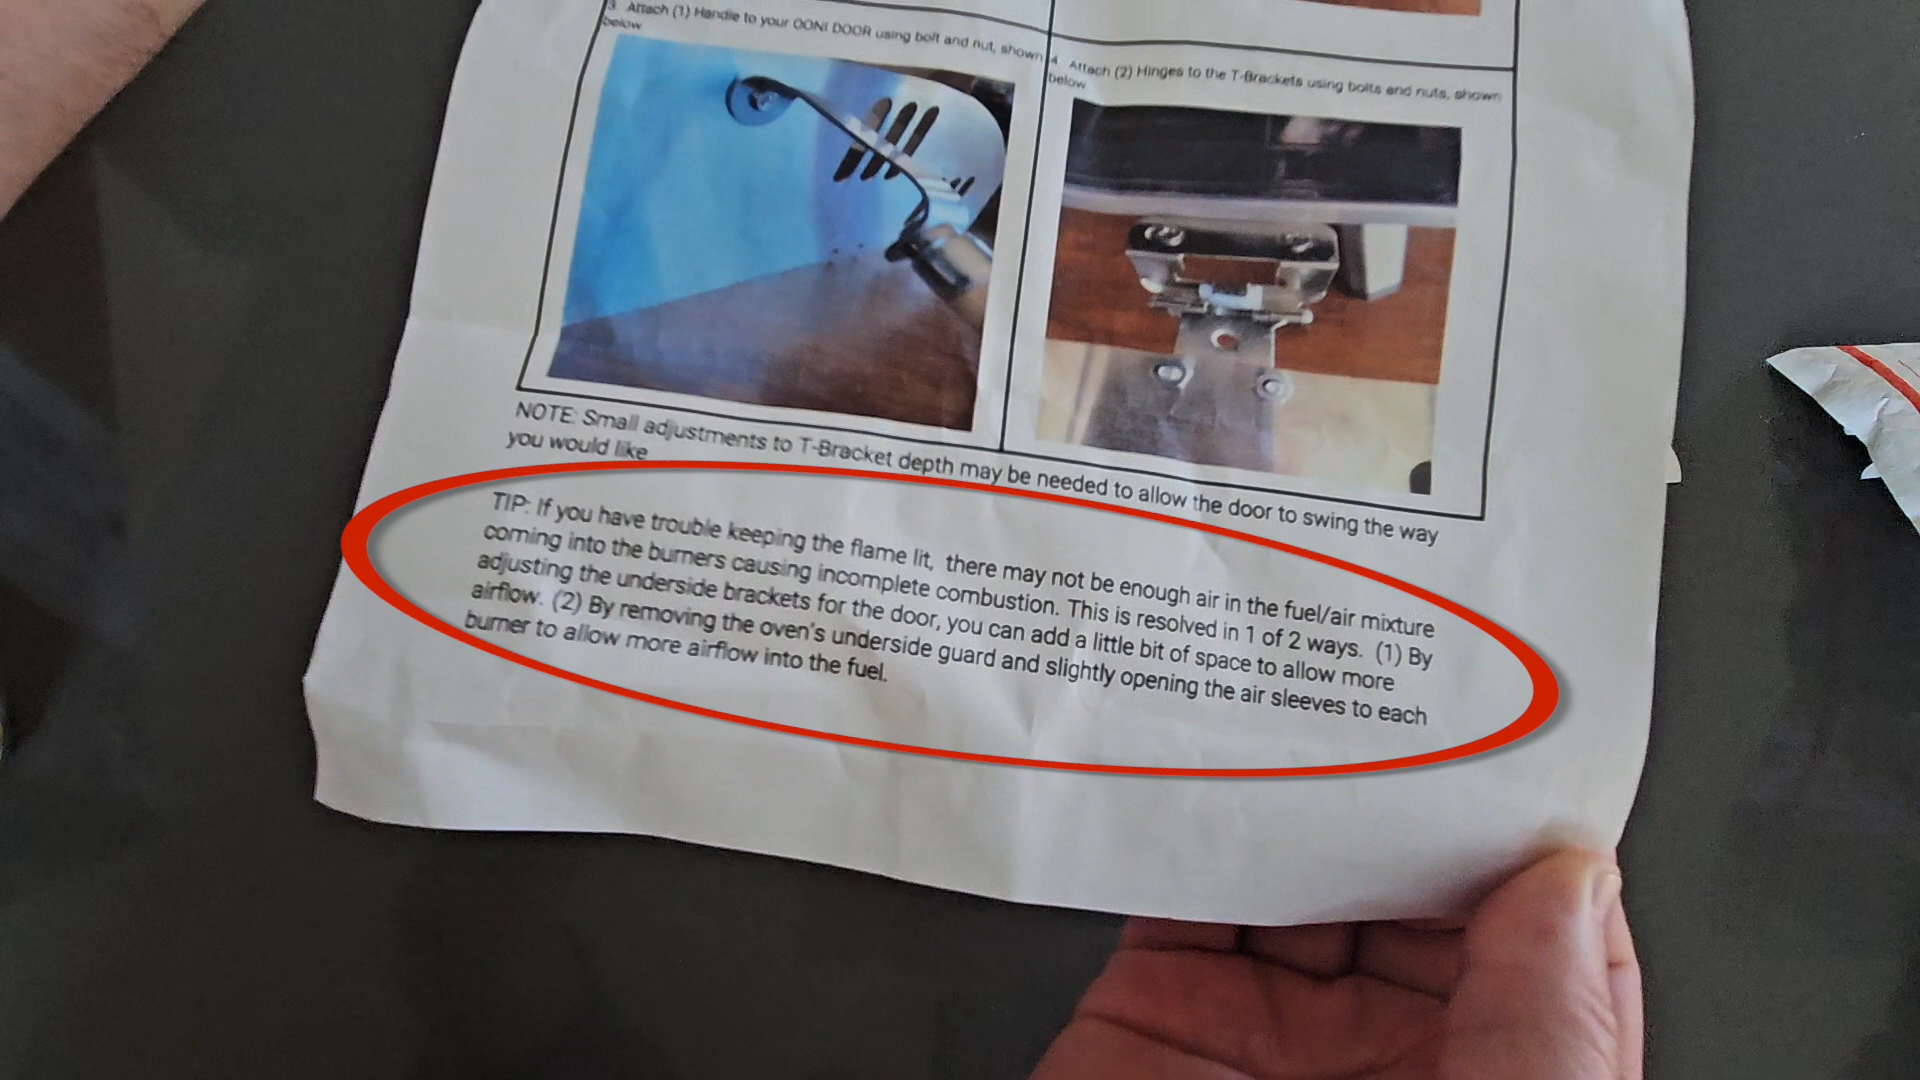 3. Attach (1) Handle to your OONI DOOR using bolt and nut, shown
below
4. Attach (2) Hinges to the T-Brackets using bolts and nuts, shown
below
NOTE: Small adjustments to T-Bracket depth may be needed to allow the door to swing the way
you would like
TIP: If you have trouble keeping the flame lit, there may not be enough air in the fuel/air mixture
coming into the burners causing incomplete combustion. This is resolved in 1 of 2 ways. (1) By
adjusting the underside brackets for the door, you can add a little bit of space to allow more
airflow. (2) By removing the oven's underside guard and slightly opening the air sleeves to each
burner to allow more airflow into the fuel.